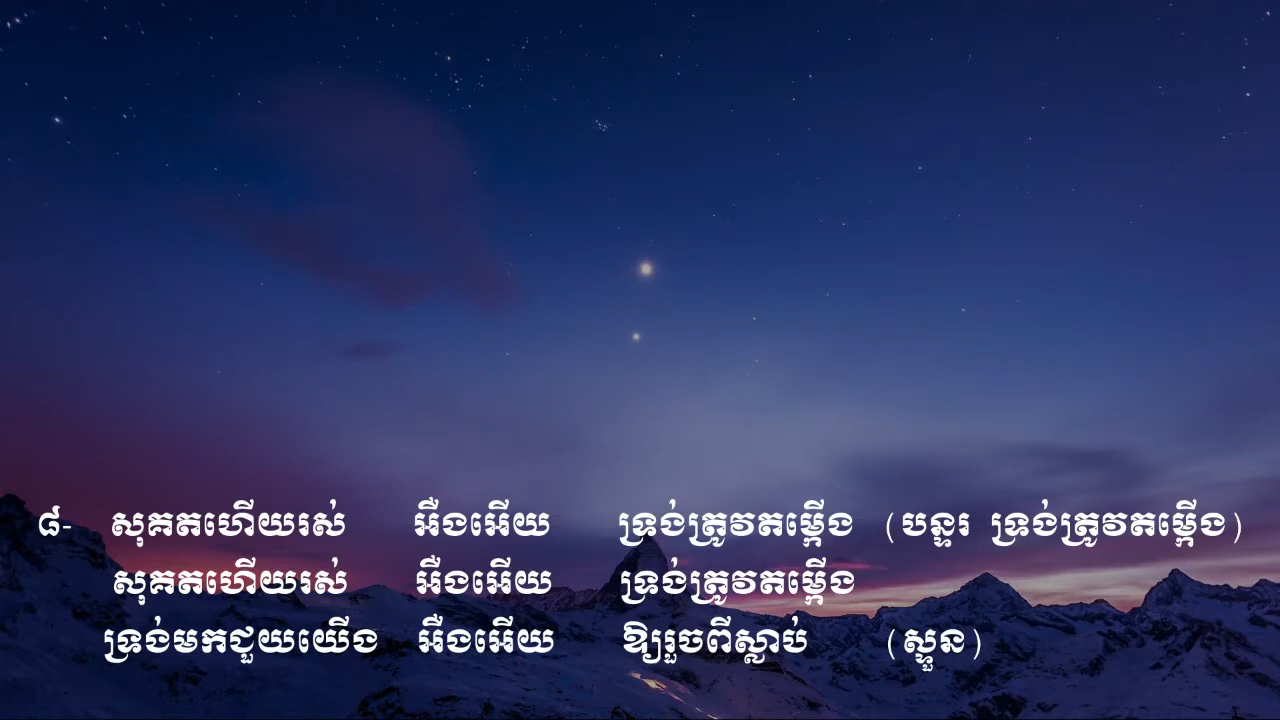 ៨- សុគតហើយរស់ អឺងអើយ ទ្រង់ត្រូវតម្កើង (បន្ទរ ទ្រង់ត្រូវតម្កើង)
សុគតហើយរស់ អឺងអើយ ទ្រង់ត្រូវតម្កើង
ទ្រង់មកជួយយើង អឺងអើយ ឱ្យរួចពីស្លាប់ (ស្ទួន)